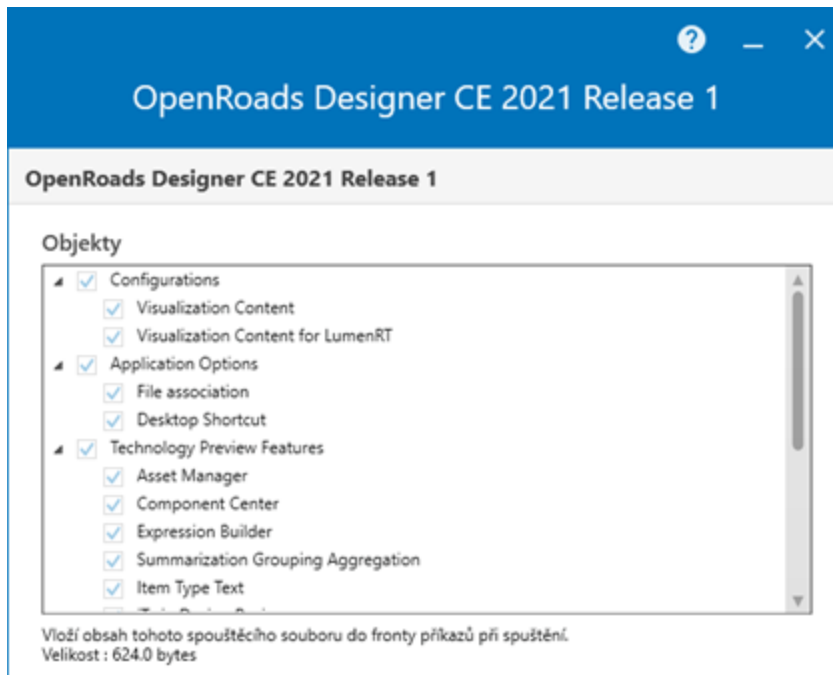 OpenRoads Designer CE 2021 Release 1
OpenRoads Designer CE 2021 Release 1
Objekty
Configurations
Visualization Content
Visualization Content for LumenRT
Application Options
File association
Desktop Shortcut
Technology Preview Features
Asset Manager
Component Center
Expression Builder
Summarization Grouping Aggregation
Item Type Text
Vloží obsah tohoto spouštěcího souboru do fronty příkazů při spuštění.
Velikost : 624.0 bytes